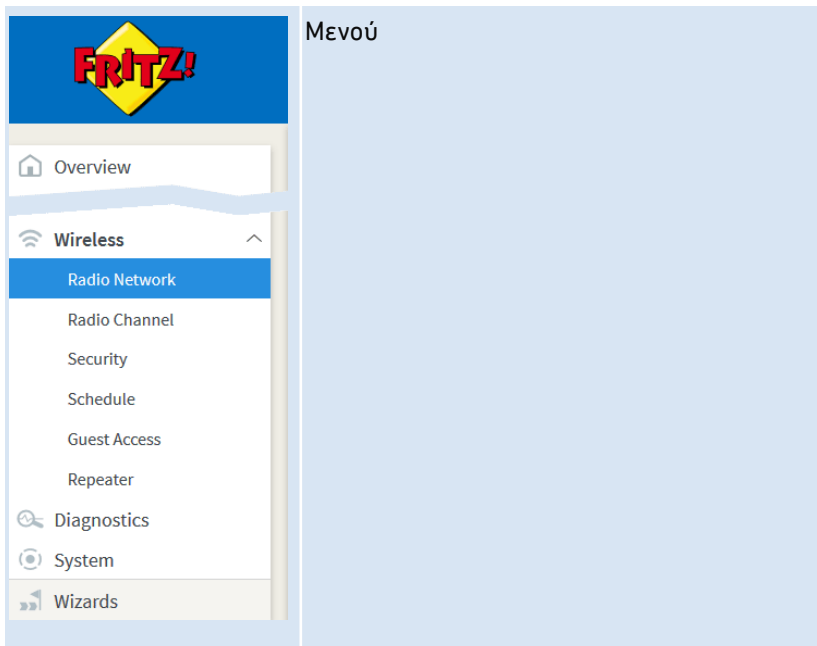 FRITZ!
Μενού
Overview
Wireless
Radio Network
Radio Channel
Security
Schedule
Guest Access
Repeater
Diagnostics
System
Wizards